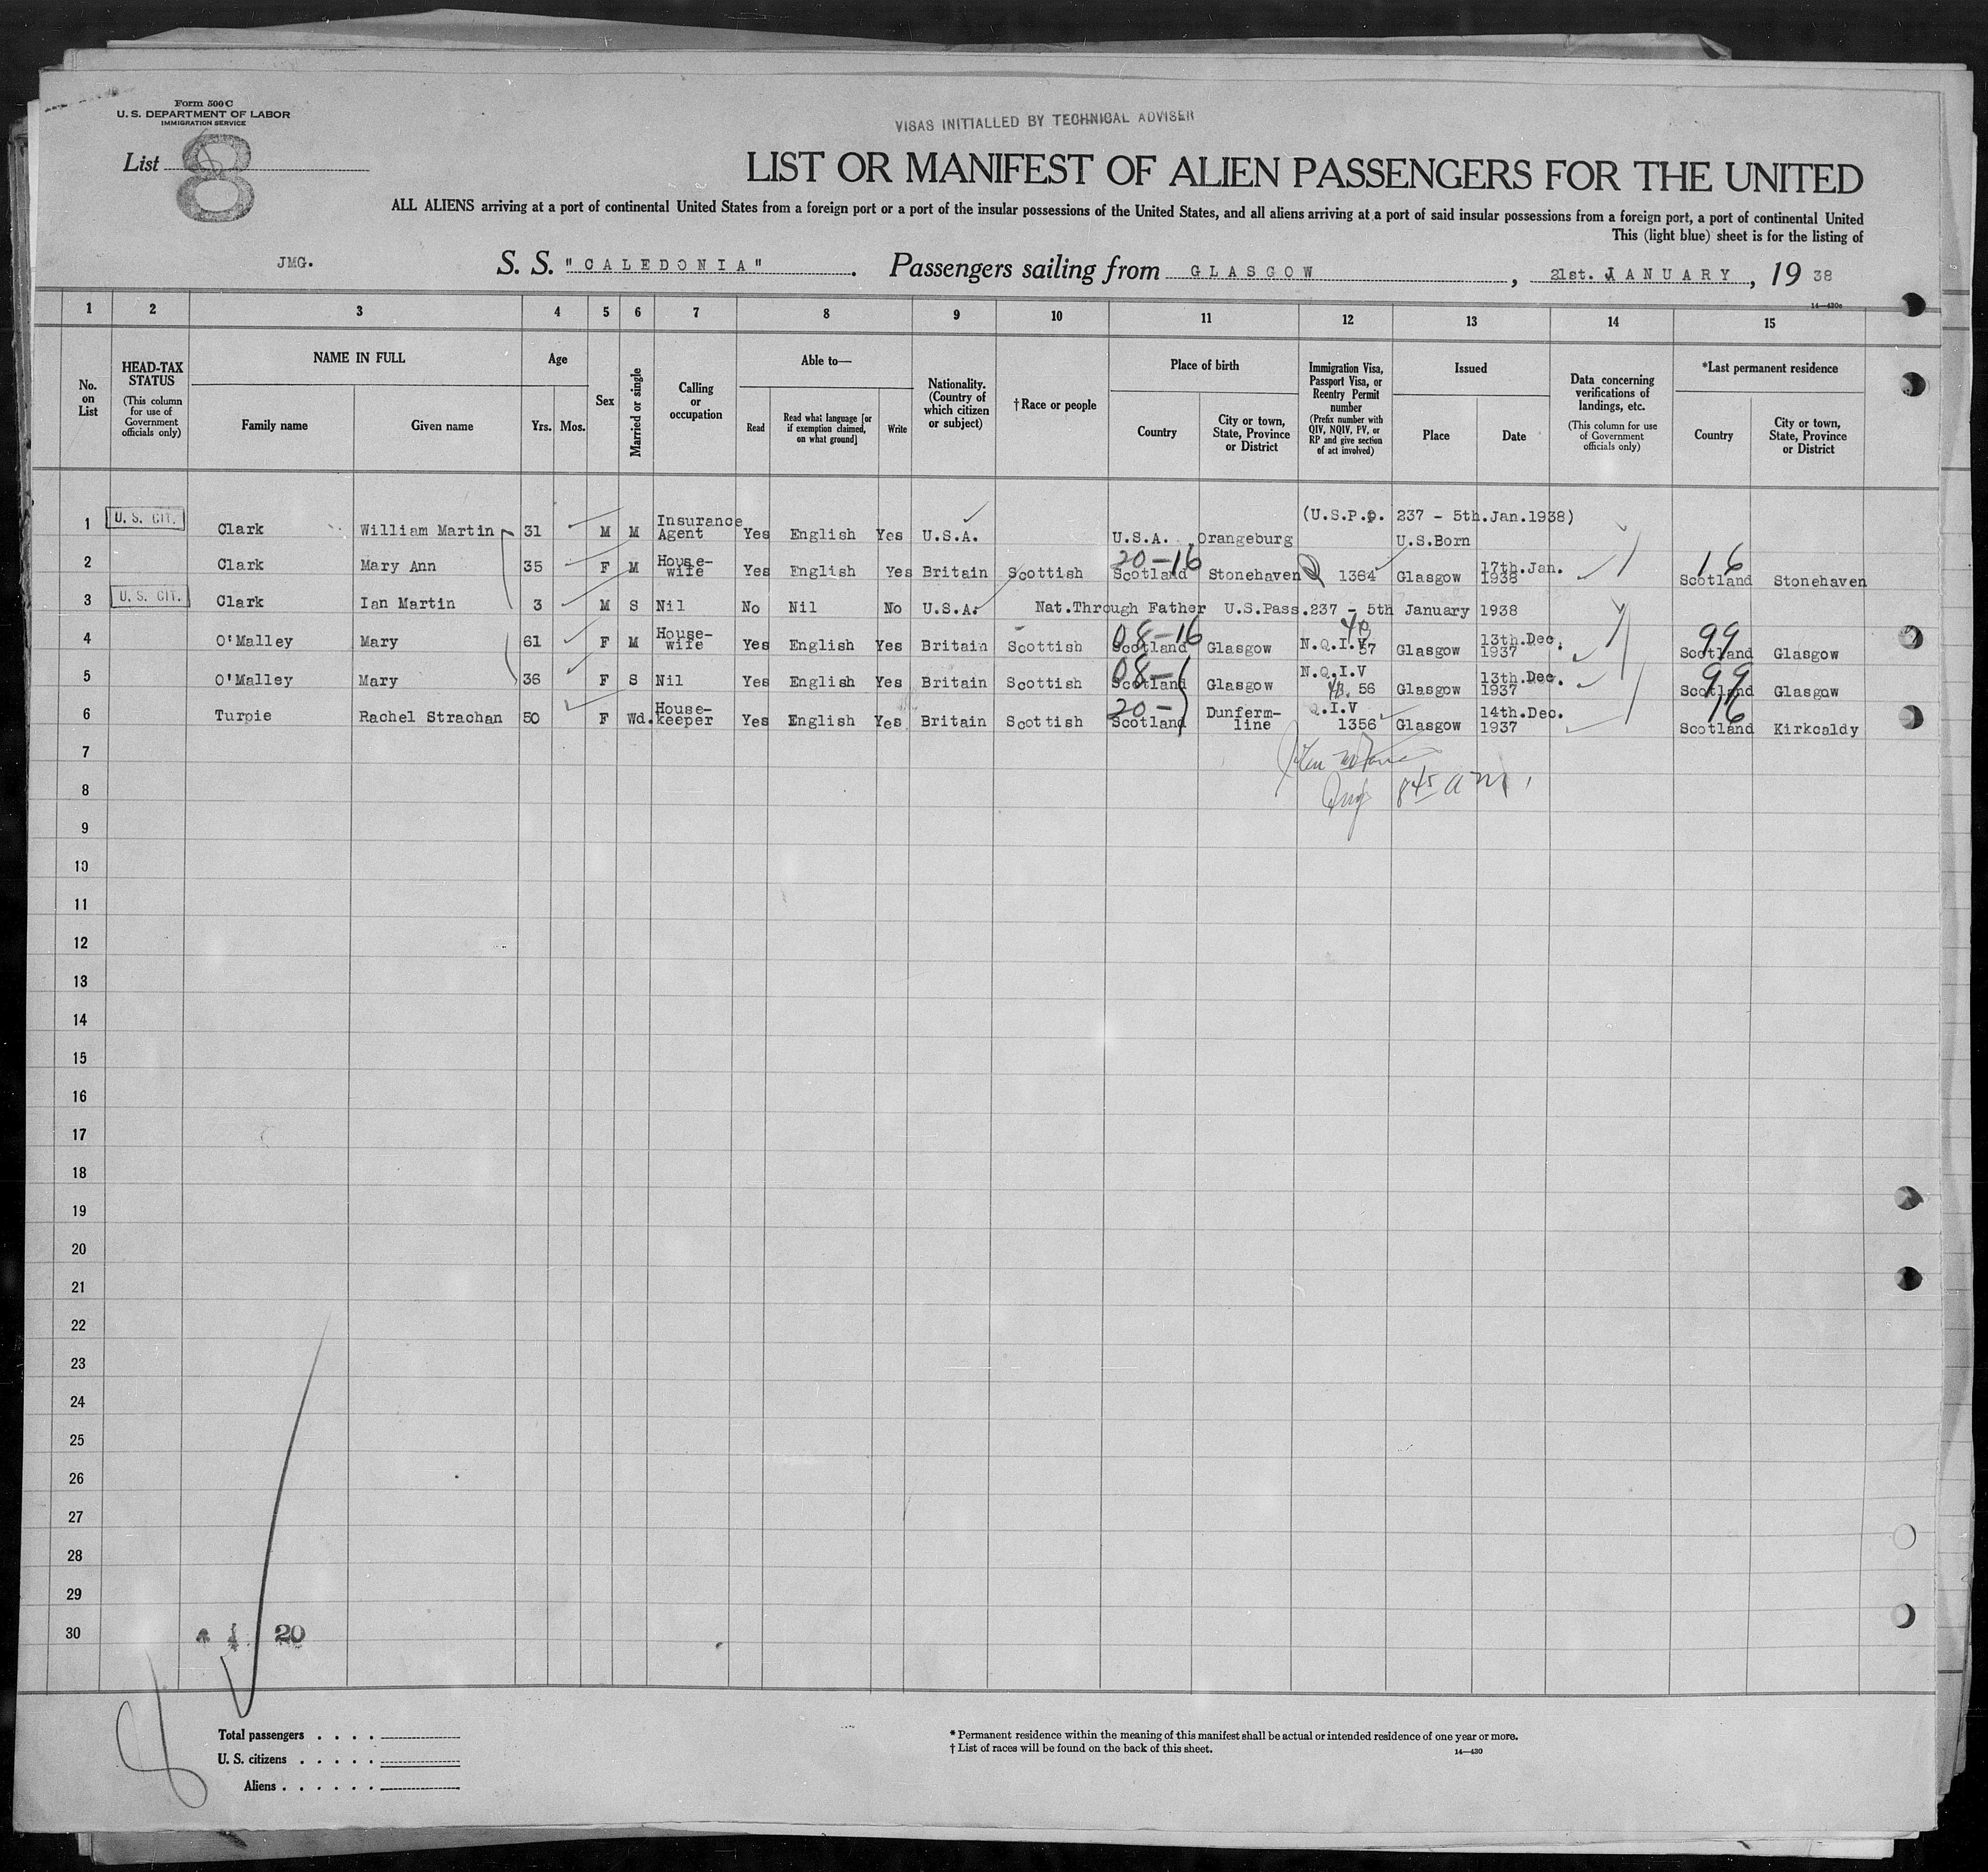 Form 500 C
U. S. DEPARTMENT OF LABOR
IMMIGRATION SERVICE
List 8
VISAS INITIALLED BY TECHNICAL ADVISER
LIST OR MANIFEST OF ALIEN PASSENGERS FOR THE UNITED
ALL ALIENS arriving at a port of continental United States from a foreign port or a port of the insular possessions of the United States, and all aliens arriving at a port of said insular possessions from a foreign port, a port of continental United
This (light blue) sheet is for the listing of
JMG. S. S. "CALEDONIA" . Passengers sailing from GLASGOW , 21st. JANUARY , 19 38
14—430c
1 2 3 4 5 6 7 8 9 10 11 12 13 14 15
No. on List
HEAD-TAX STATUS (This column for use of Government officials only)
NAME IN FULL Family name Given name
Age Yrs. Mos.
Sex
Married or single
Calling or occupation
Able to— Read Read what language [or if exemption claimed, on what ground] Write
Nationality. (Country of which citizen or subject)
†Race or people
Place of birth Country City or town, State, Province or District
Immigration Visa, Passport Visa, or Reentry Permit number (Prefix number with QIV, NQIV, PV, or RP and give section of act involved)
Issued Place Date
Data concerning verifications of landings, etc. (This column for use of Government officials only)
*Last permanent residence Country City or town, State, Province or District
1 U. S. CIT. Clark William Martin 31 M M Insurance Agent Yes English Yes U.S.A. U.S.A. Orangeburg (U.S.P.p. 237 - 5th.Jan.1938) U.S.Born
2 Clark Mary Ann 35 F M House-wife Yes English Yes Britain Scottish 20-16 Scotland Stonehaven Q 1364 Glasgow 17th.Jan. 1938 16 Scotland Stonehaven
3 U. S. CIT. Clark Ian Martin 3 M S Nil No Nil No U.S.A. Nat.Through Father U.S.Pass.237 - 5th January 1938
4 O'Malley Mary 61 F M House-wife Yes English Yes Britain Scottish 08-16 Scotland Glasgow N.Q.I.V 4B 57 Glasgow 13th.Dec. 1937 99 Scotland Glasgow
5 O'Malley Mary 36 F S Nil Yes English Yes Britain Scottish 08- Scotland Glasgow N.Q.I.V 4B. 56 Glasgow 13th.Dec. 1937 99 Scotland Glasgow
6 Turpie Rachel Strachan 50 F Wd. House-keeper Yes English Yes Britain Scottish 20- Scotland Dunferm-line Q.I.V 1356 Glasgow 14th.Dec. 1937 16 Scotland Kirkcaldy
7
8 8 45 am.
9
10
11
12
13
14
15
16
17
18
19
20
21
22
23
24
25
26
27
28
29
30 20
Total passengers . . . .
U. S. citizens . . . . .
Aliens . . . . . .
* Permanent residence within the meaning of this manifest shall be actual or intended residence of one year or more.
† List of races will be found on the back of this sheet. 14—430